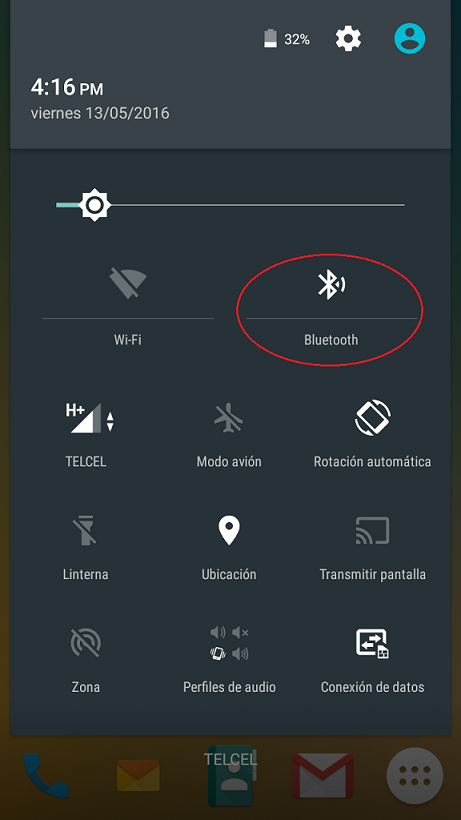 32%
4:16 PM
viernes 13/05/2016
Wi-Fi
Bluetooth
H+
TELCEL
Modo avión
Rotación automática
Linterna
Ubicación
Transmitir pantalla
Zona
Perfiles de audio
Conexión de datos
TELCEL